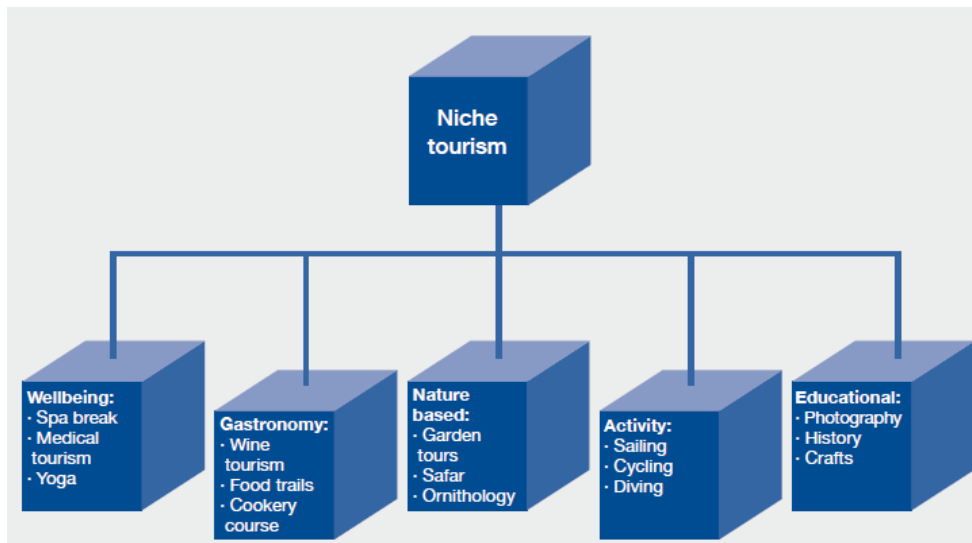 Niche
tourism
Wellbeing:
· Spa break
· Medical
tourism
· Yoga
Gastronomy:
· Wine
tourism
· Food trails
· Cookery
course
Nature
based:
· Garden
tours
· Safar
· Ornithology
Activity:
· Sailing
· Cycling
· Diving
Educational:
· Photography
· History
· Crafts